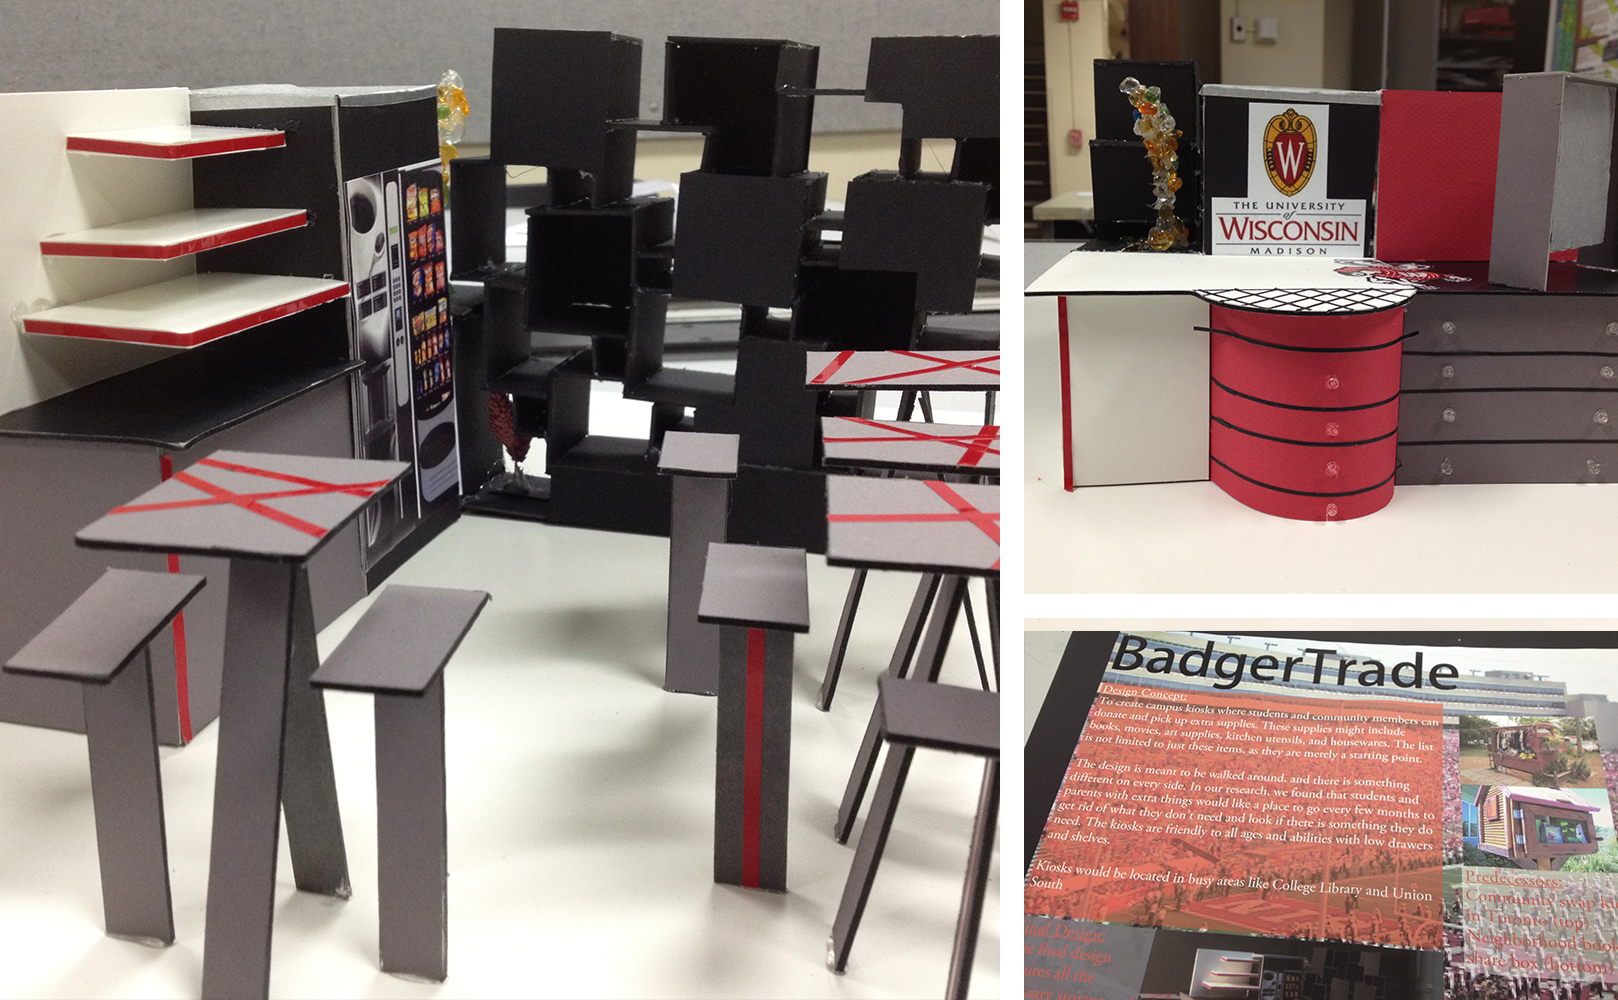 W
THE UNIVERSITY
of
WISCONSIN
MADISON
BadgerTrade
Design Concept:
To create campus kiosks where students and community members can
donate and pick up extra supplies. These supplies might include
books, movies, art supplies, kitchen utensils, and housewares. The list
is not limited to just these items, as they are merely a starting point.
The design is meant to be walked around, and there is something
different on every side. In our research, we found that students and
parents with extra things would like a place to go every few months to
get rid of what they don't need and look if there is something they do
need. The kiosks are friendly to all ages and abilities with low drawers
and shelves.
Kiosks would be located in busy areas like College Library and Union
South
Predecessors:
Community swap
in Toronto (top)
Neighborhood book
share box (bottom)
Design:
final design
all the